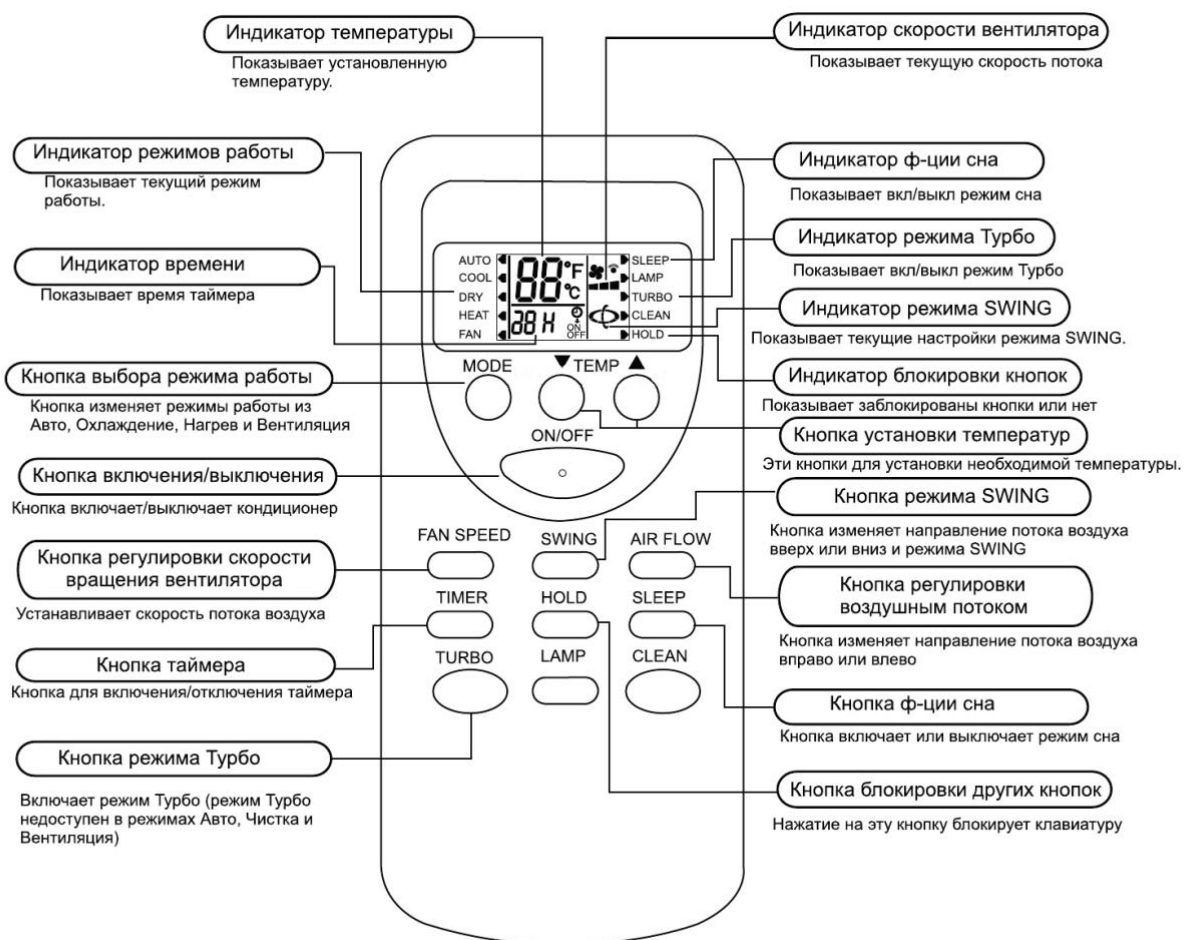 Индикатор температуры
Показывает установленную
температуру.
Индикатор скорости вентилятора
Показывает текущую скорость потока
Индикатор режимов работы
Показывает текущий режим
работы.
Индикатор времени
Показывает время таймера
Кнопка выбора режима работы
Кнопка изменяет режимы работы из
Авто, Охлаждение, Нагрев и Вентиляция
Кнопка включения/выключения
Кнопка включает/выключает кондиционер
Кнопка регулировки скорости
вращения вентилятора
Устанавливает скорость потока воздуха
Кнопка таймера
Кнопка для включения/отключения таймера
Кнопка режима Турбо
Включает режим Турбо (режим Турбо
недоступен в режимах Авто, Чистка и
Вентиляция)
AUTO
COOL
DRY
HEAT
FAN
88°F
°C
88 H
ON
OFF
SLEEP
LAMP
TURBO
CLEAN
HOLD
MODE
▼ TEMP ▲
ON/OFF
FAN SPEED SWING AIR FLOW
TIMER HOLD SLEEP
TURBO LAMP CLEAN
Индикатор ф-ции сна
Показывает вкл/выкл режим сна
Индикатор режима Турбо
Показывает вкл/выкл режим Турбо
Индикатор режима SWING
Показывает текущие настройки режима SWING.
Индикатор блокировки кнопок
Показывает заблокированы кнопки или нет
Кнопка установки температур
Эти кнопки для установки необходимой температуры.
Кнопка режима SWING
Кнопка изменяет направление потока воздуха
вверх или вниз и режима SWING
Кнопка регулировки
воздушным потоком
Кнопка изменяет направление потока воздуха
вправо или влево
Кнопка ф-ции сна
Кнопка включает или выключает режим сна
Кнопка блокировки других кнопок
Нажатие на эту кнопку блокирует клавиатуру